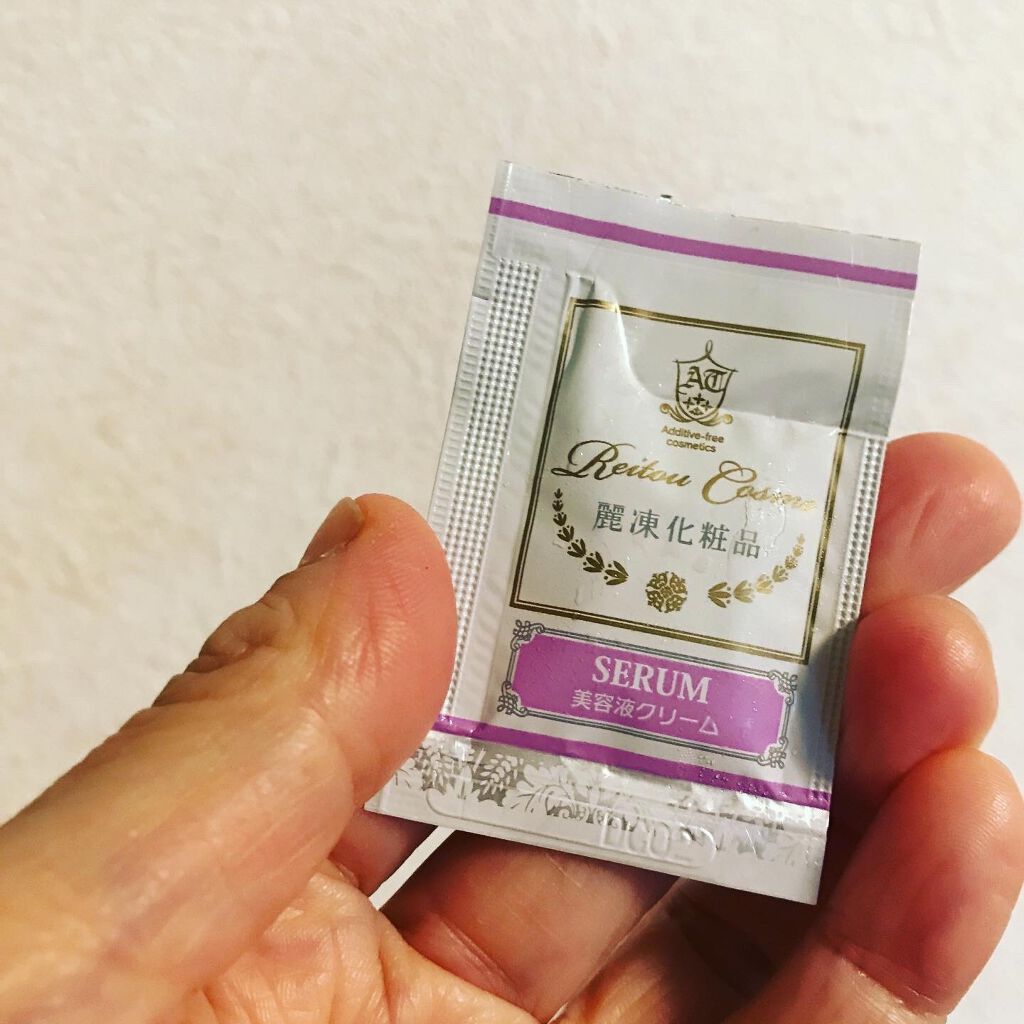 AT
Additive-free
cosmetics
Reitou Cosme
麗凍化粧品
SERUM
美容液クリーム